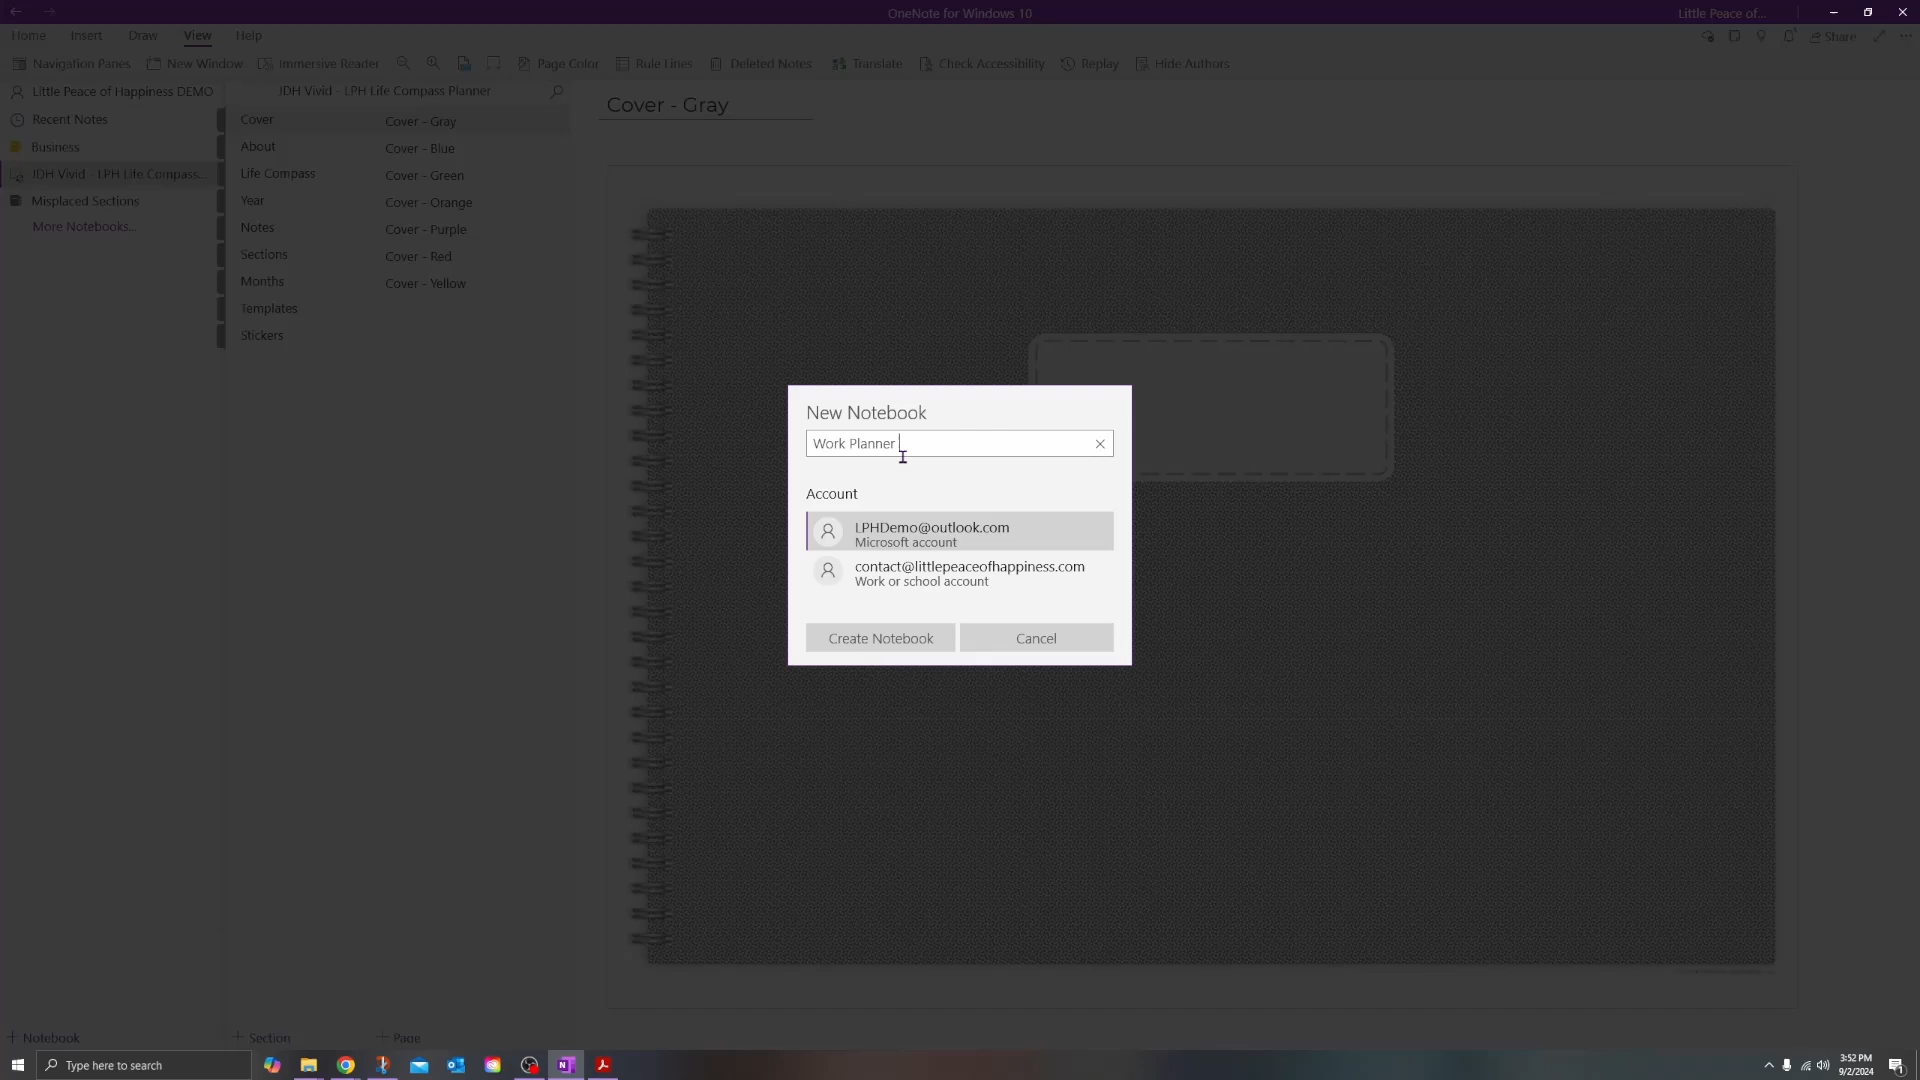 OneNote for Windows 10
Little Peace of...
Home Insert Draw View Help
Share
Navigation Panes New Window Immersive Reader Page Color Rule Lines Deleted Notes Translate Check Accessibility Replay Hide Authors
Little Peace of Happiness DEMO
Recent Notes
Business
JDH Vivid - LPH Life Compass...
Misplaced Sections
More Notebooks...
JDH Vivid - LPH Life Compass Planner
Cover
About
Life Compass
Year
Notes
Sections
Months
Templates
Stickers
Cover - Gray
Cover - Blue
Cover - Green
Cover - Orange
Cover - Purple
Cover - Red
Cover - Yellow
Cover - Gray
New Notebook
Work Planner
Account
LPHDemo@outlook.com
Microsoft account
contact@littlepeaceofhappiness.com
Work or school account
Create Notebook Cancel
+ Notebook + Section + Page
Type here to search
3:52 PM
9/2/2024